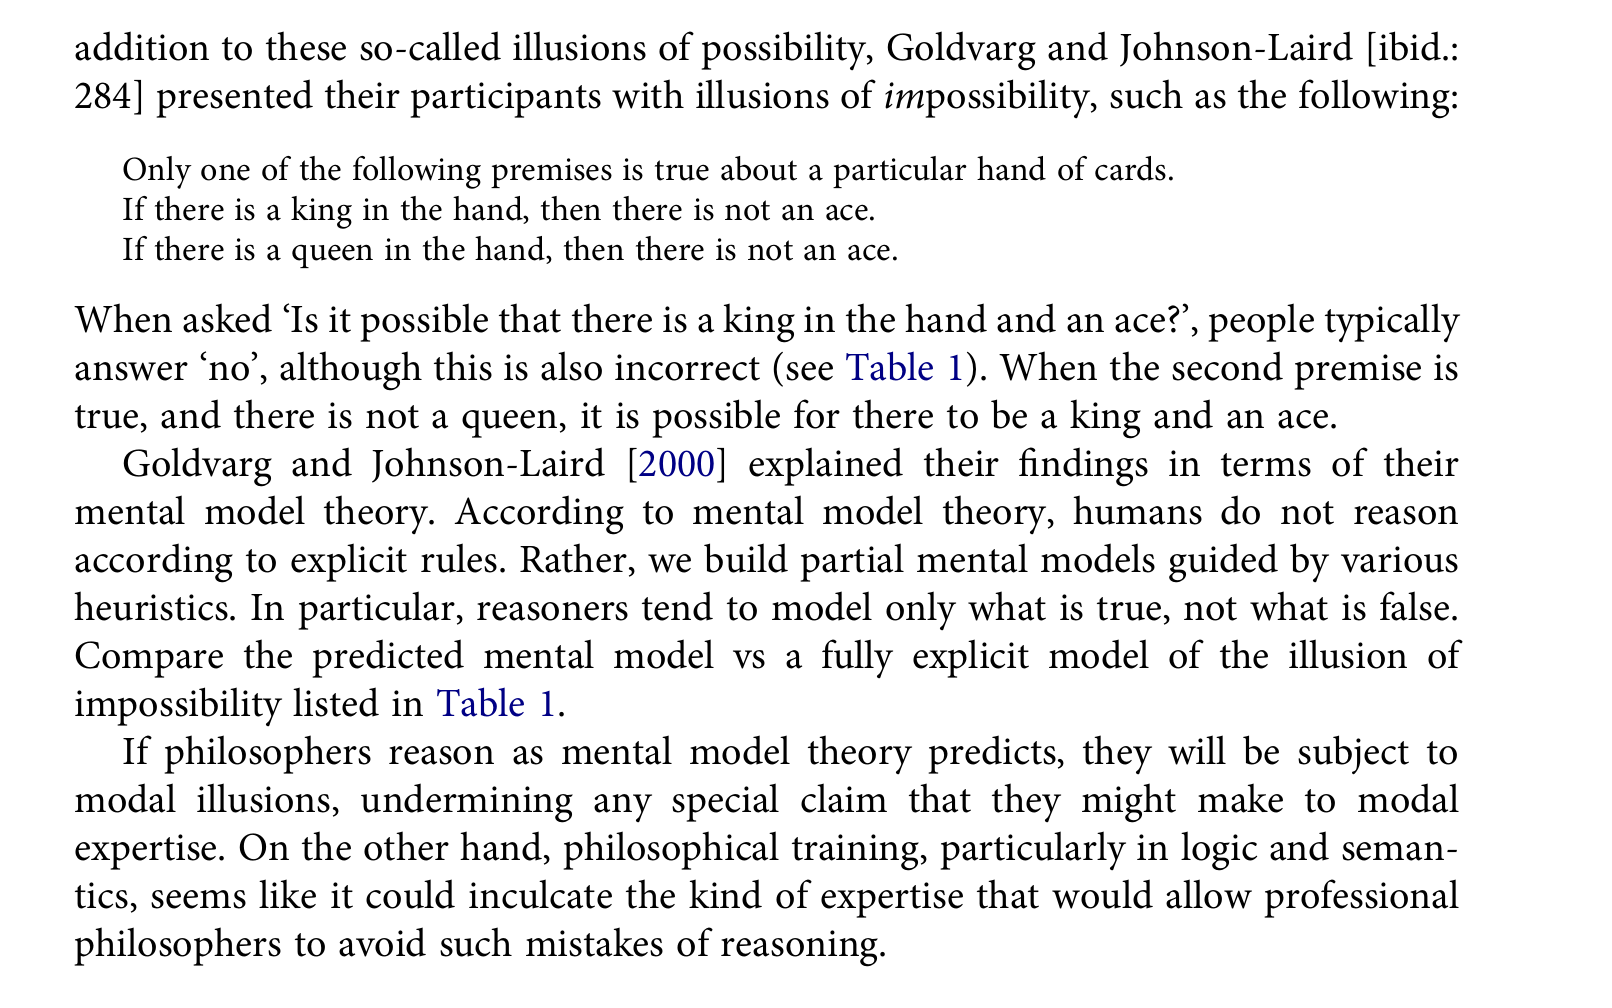 addition to these so-called illusions of possibility, Goldvarg and Johnson-Laird [ibid.:
284] presented their participants with illusions of impossibility, such as the following:
Only one of the following premises is true about a particular hand of cards.
If there is a king in the hand, then there is not an ace.
If there is a queen in the hand, then there is not an ace.
When asked ‘Is it possible that there is a king in the hand and an ace?’, people typically
answer ‘no’, although this is also incorrect (see Table 1). When the second premise is
true, and there is not a queen, it is possible for there to be a king and an ace.
Goldvarg and Johnson-Laird [2000] explained their findings in terms of their
mental model theory. According to mental model theory, humans do not reason
according to explicit rules. Rather, we build partial mental models guided by various
heuristics. In particular, reasoners tend to model only what is true, not what is false.
Compare the predicted mental model vs a fully explicit model of the illusion of
impossibility listed in Table 1.
If philosophers reason as mental model theory predicts, they will be subject to
modal illusions, undermining any special claim that they might make to modal
expertise. On the other hand, philosophical training, particularly in logic and seman-
tics, seems like it could inculcate the kind of expertise that would allow professional
philosophers to avoid such mistakes of reasoning.